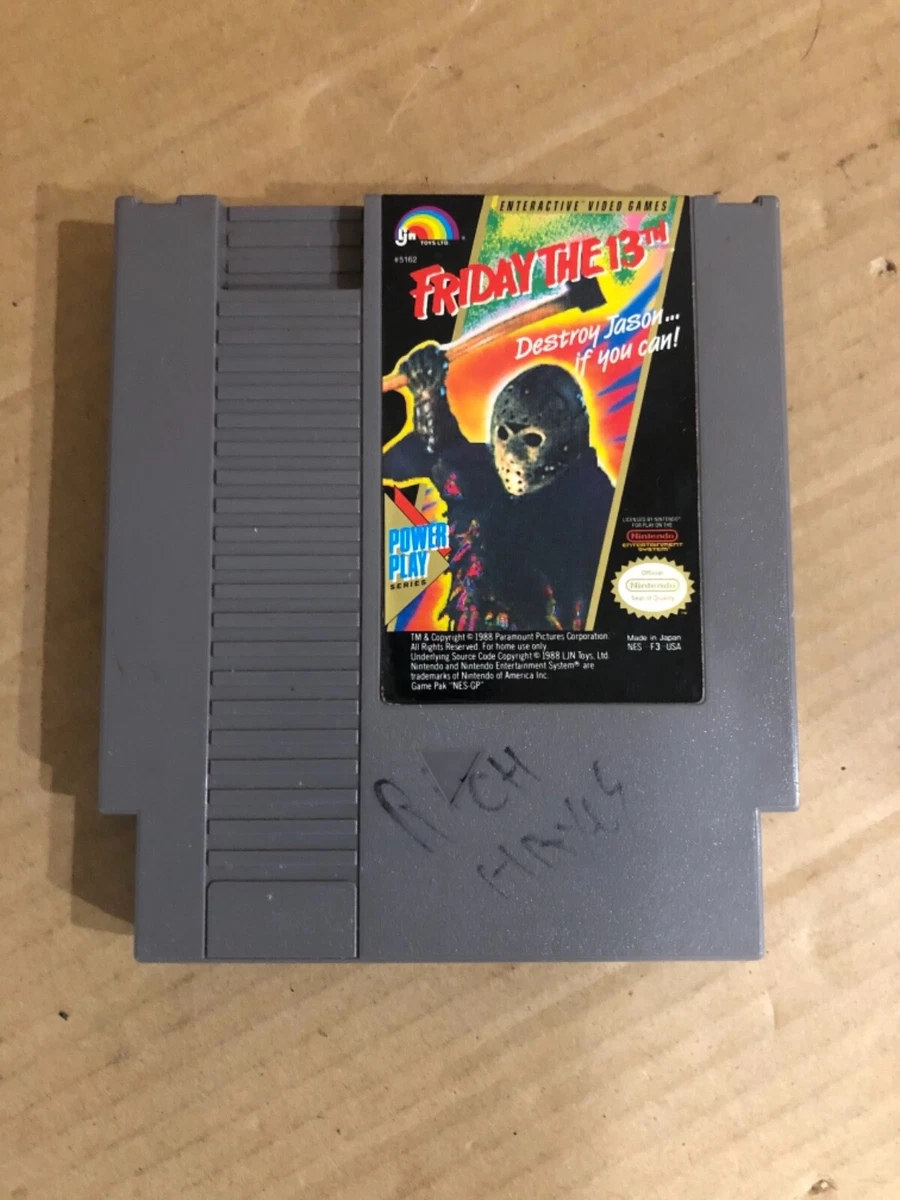 ENTERACTIVE™ VIDEO GAMES
LJN
TOYS LTD.®
#5162
FRIDAY THE 13TH
Destroy Jason...
if you can!
POWER
PLAY
SERIES
LICENSED BY NINTENDO®
FOR PLAY ON THE
Nintendo
ENTERTAINMENT
SYSTEM®
Official
Nintendo
Seal of Quality
TM & Copyright © 1988 Paramount Pictures Corporation.
All Rights Reserved. For home use only.
Underlying Source Code Copyright © 1988 LJN Toys, Ltd.
Nintendo and Nintendo Entertainment System® are
trademarks of Nintendo of America Inc.
Game Pak "NES-GP"
Made in Japan
NES-F3-USA
RICH
HAYES